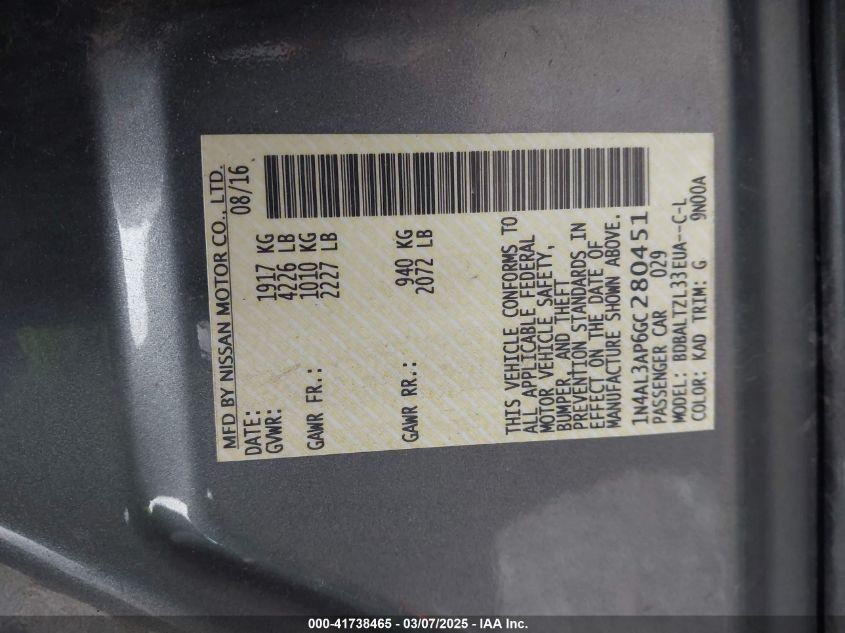 MFD BY NISSAN MOTOR CO., LTD.
DATE: 08/16
GVWR: 1917 KG
4226 LB
GAWR FR.: 1010 KG
2227 LB
GAWR RR.: 940 KG
2072 LB
THIS VEHICLE CONFORMS TO
ALL APPLICABLE FEDERAL
MOTOR VEHICLE SAFETY,
BUMPER, AND THEFT
PREVENTION STANDARDS IN
EFFECT ON THE DATE OF
MANUFACTURE SHOWN ABOVE.
1N4AL3AP6GC280451
PASSENGER CAR 029
MODEL: BDBALTZL33EUA--C-L
COLOR: KAD TRIM: G 9N00A
000-41738465 - 03/07/2025 - IAA Inc.